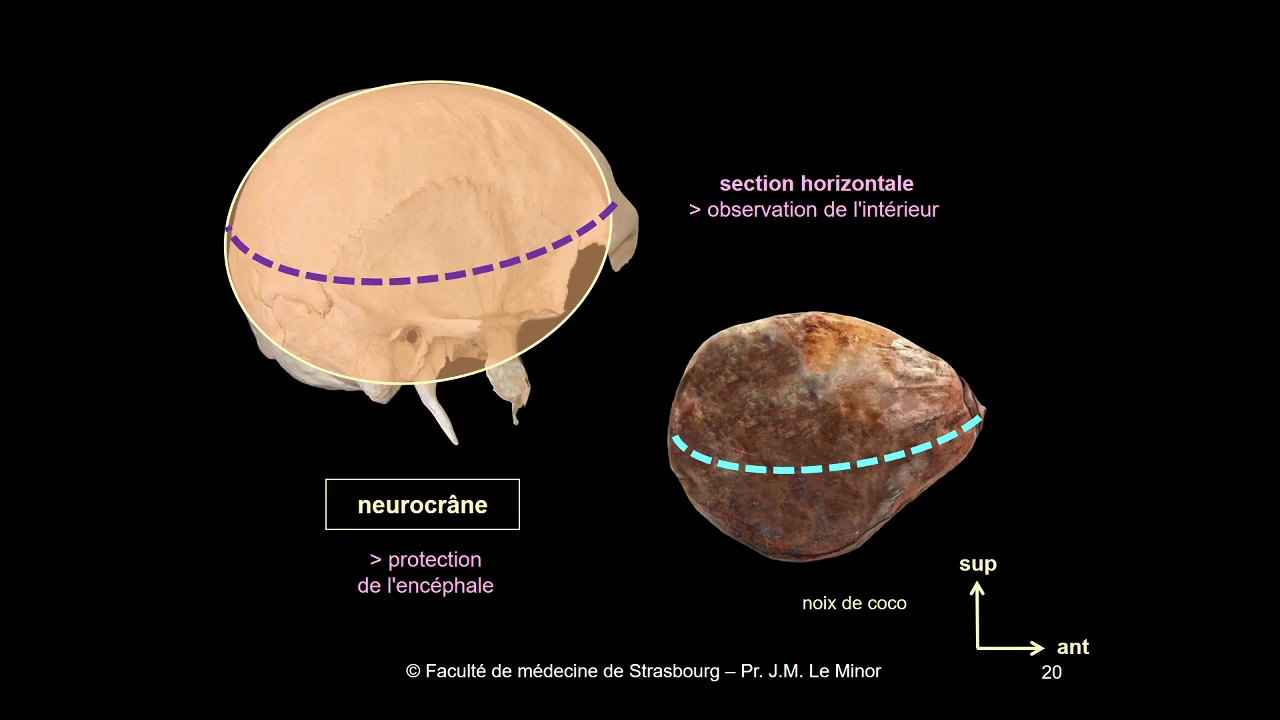 section horizontale
> observation de l'intérieur
neurocrâne
> protection
de l'encéphale
noix de coco
sup
ant
© Faculté de médecine de Strasbourg – Pr. J.M. Le Minor
20